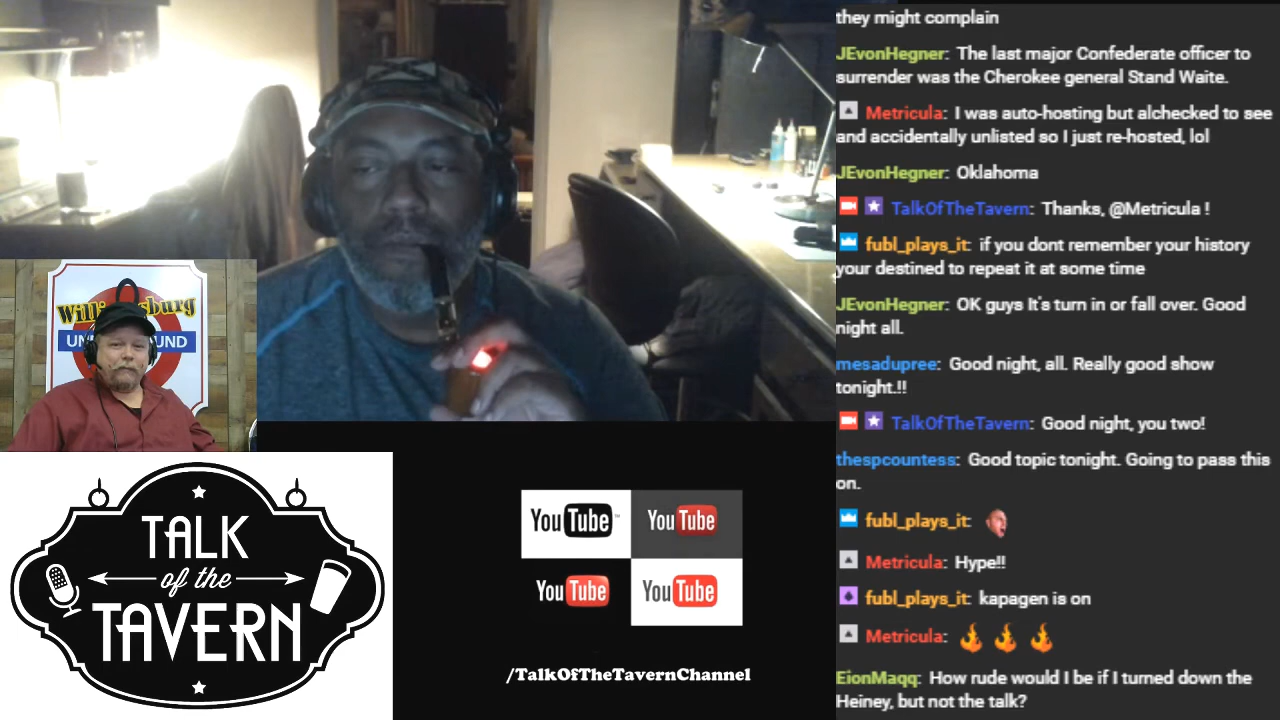 they might complain
JEvonHegner: The last major Confederate officer to
surrender was the Cherokee general Stand Waite.
Metricula: I was auto-hosting but alchecked to see
and accidentally unlisted so I just re-hosted, lol
JEvonHegner: Oklahoma
TalkOfTheTavern: Thanks, @Metricula !
fubl_plays_it: if you dont remember your history
your destined to repeat it at some time
JEvonHegner: OK guys It's turn in or fall over. Good
night all.
mesadupree: Good night, all. Really good show
tonight.!!
TalkOfTheTavern: Good night, you two!
thespcountess: Good topic tonight. Going to pass this
on.
fubl_plays_it:
Metricula: Hype!!
fubl_plays_it: kapagen is on
Metricula:
EionMaqq: How rude would I be if I turned down the
Heiney, but not the talk?
TALK
of the
TAVERN
YouTube™
YouTube
YouTube
YouTube
/TalkOfTheTavernChannel